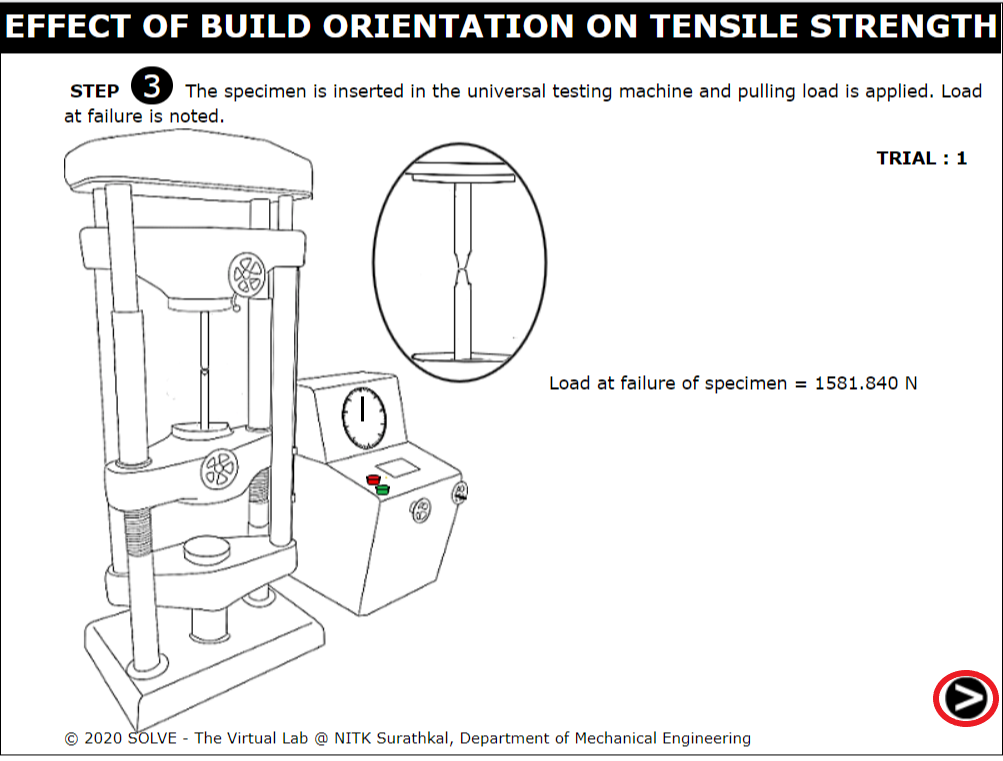 EFFECT OF BUILD ORIENTATION ON TENSILE STRENGTH
STEP 3 The specimen is inserted in the universal testing machine and pulling load is applied. Load
at failure is noted.
TRIAL : 1
Load at failure of specimen = 1581.840 N
© 2020 SOLVE - The Virtual Lab @ NITK Surathkal, Department of Mechanical Engineering